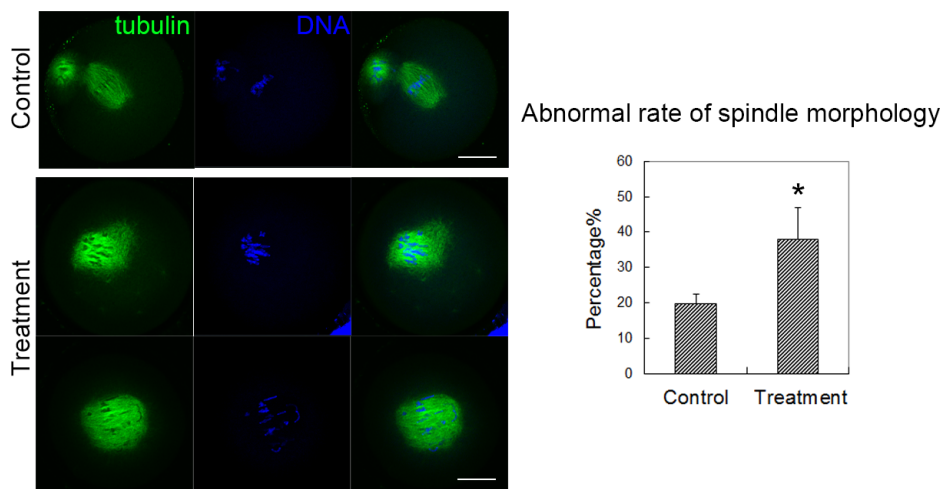 tubulin
DNA
Control
Treatment
Abnormal rate of spindle morphology
*
Percentage%
60
50
40
30
20
10
0
Control
Treatment